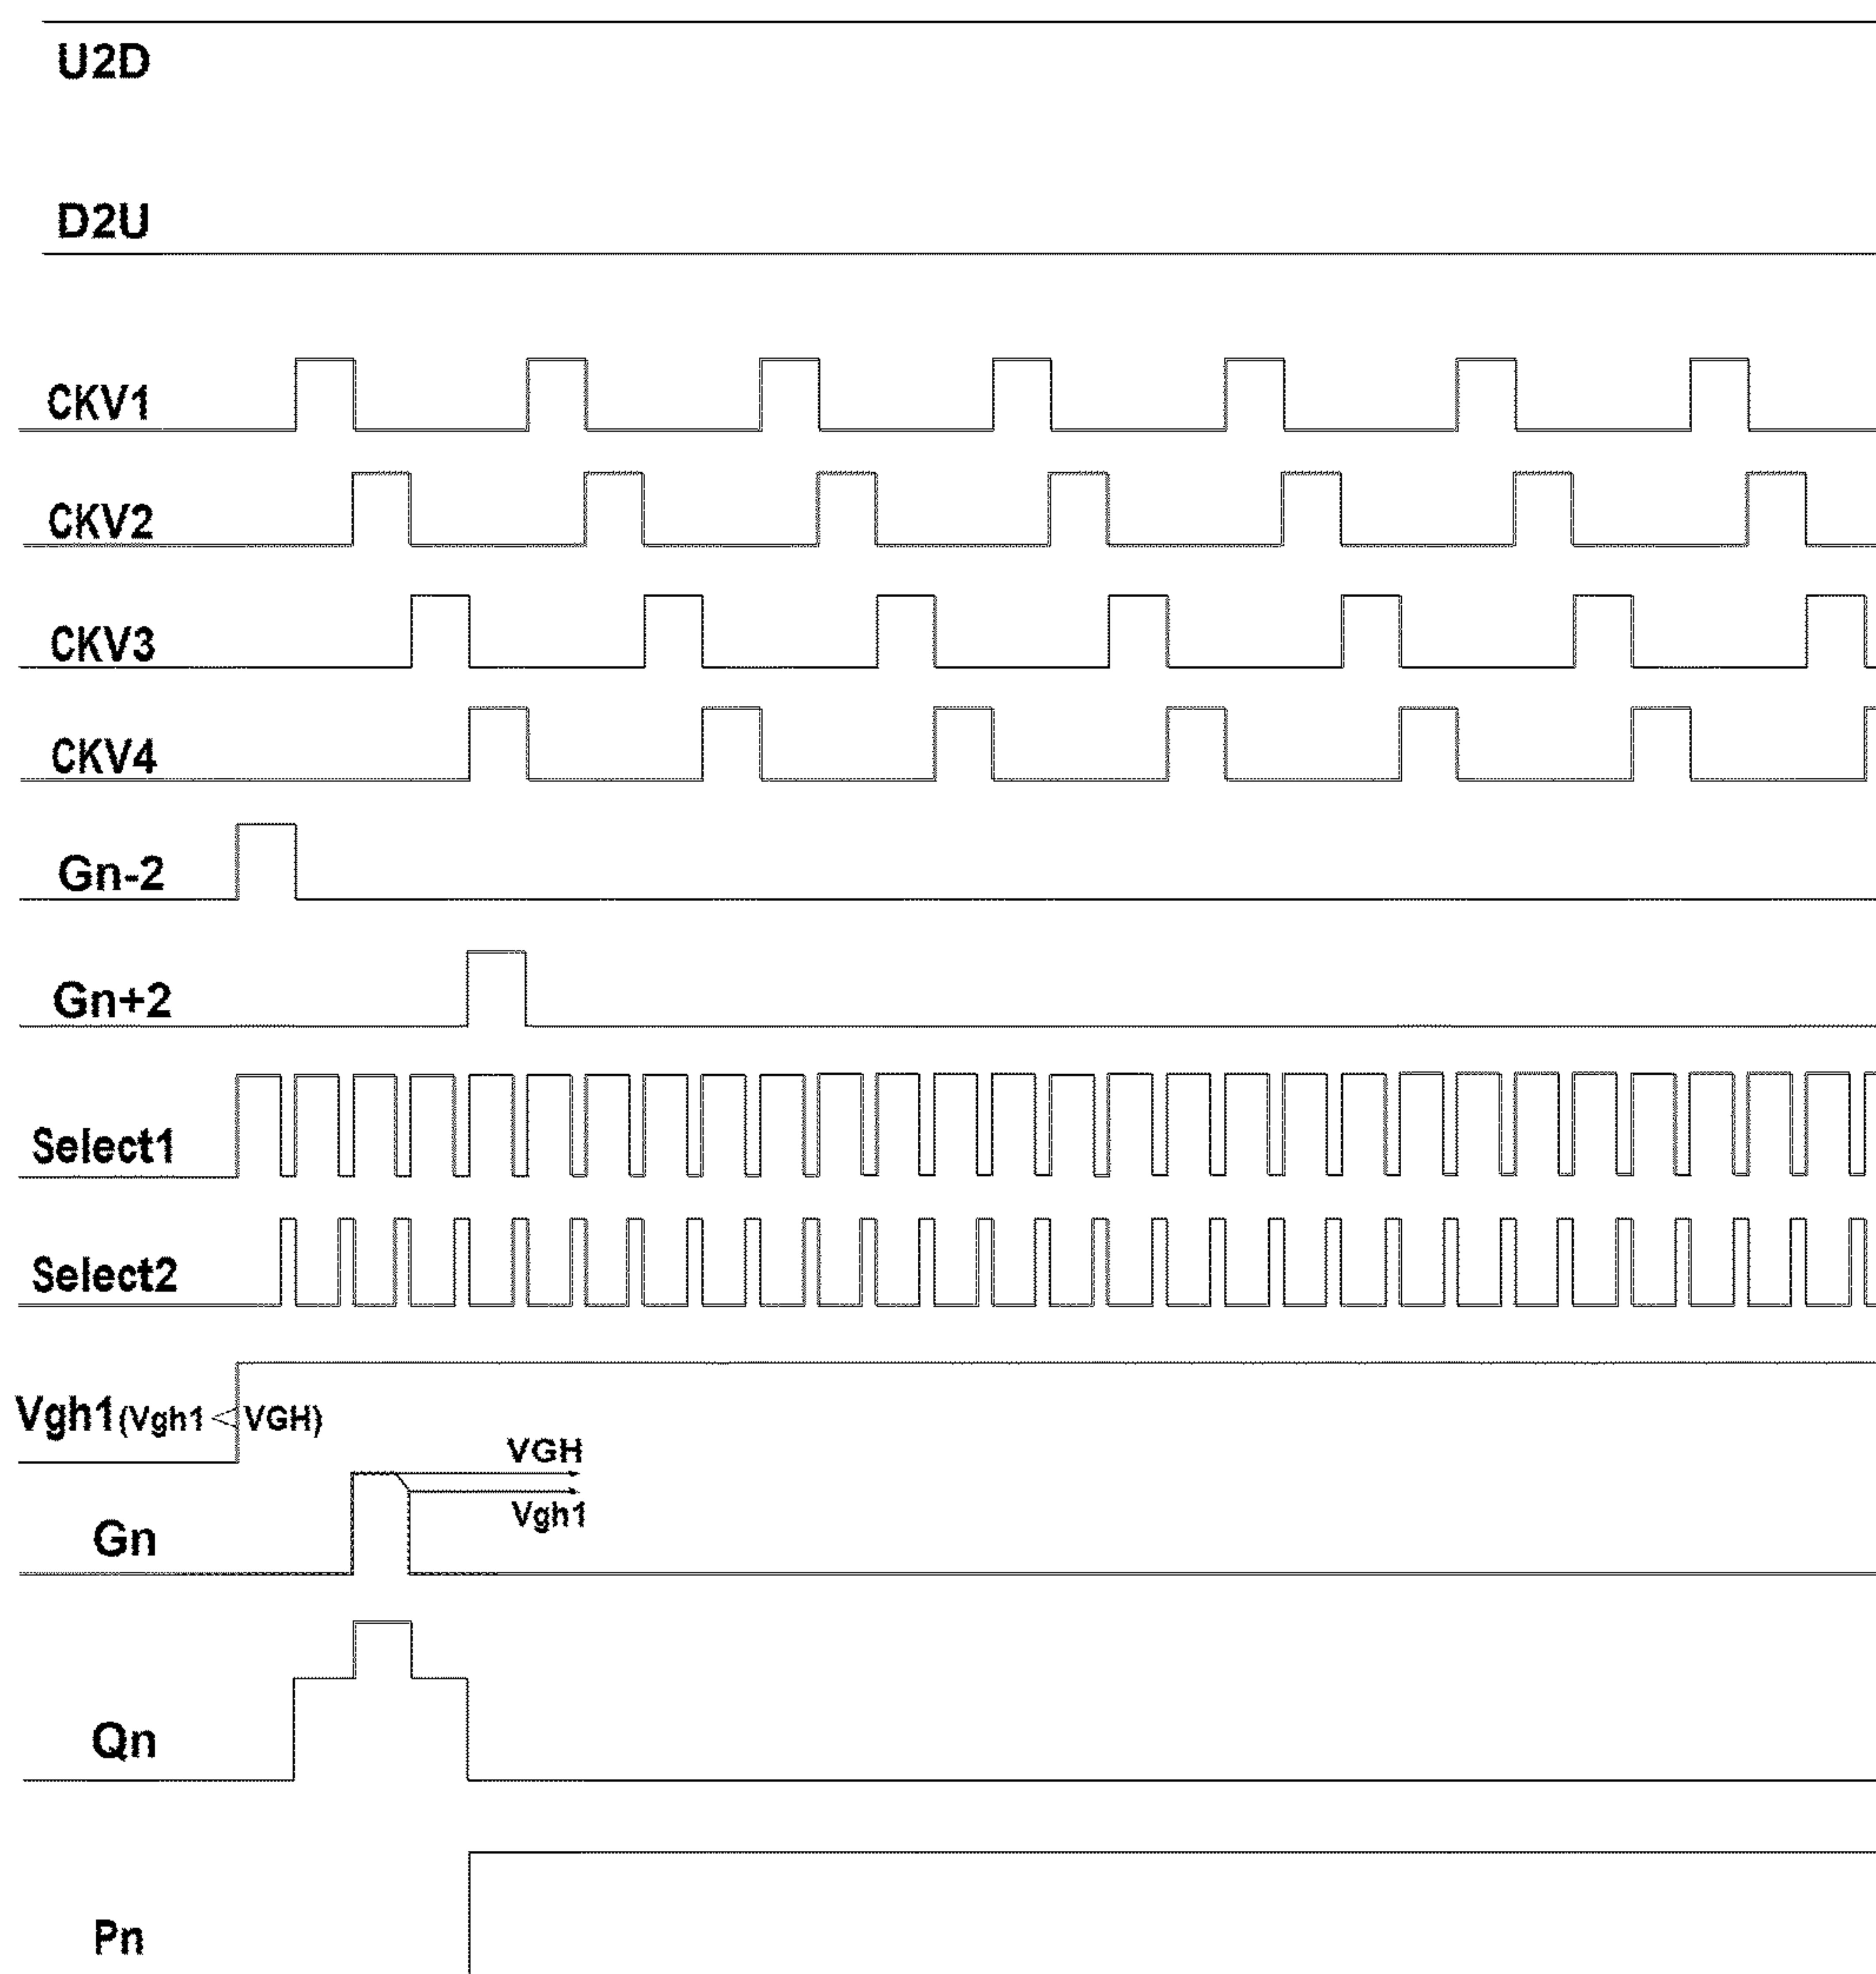 U2D
D2U
CKV1
CKV2
CKV3
CKV4
Gn-2
Gn+2
Select1
Select2
Vgh1(Vgh1<VGH)
VGH
Vgh1
Gn
Qn
Pn